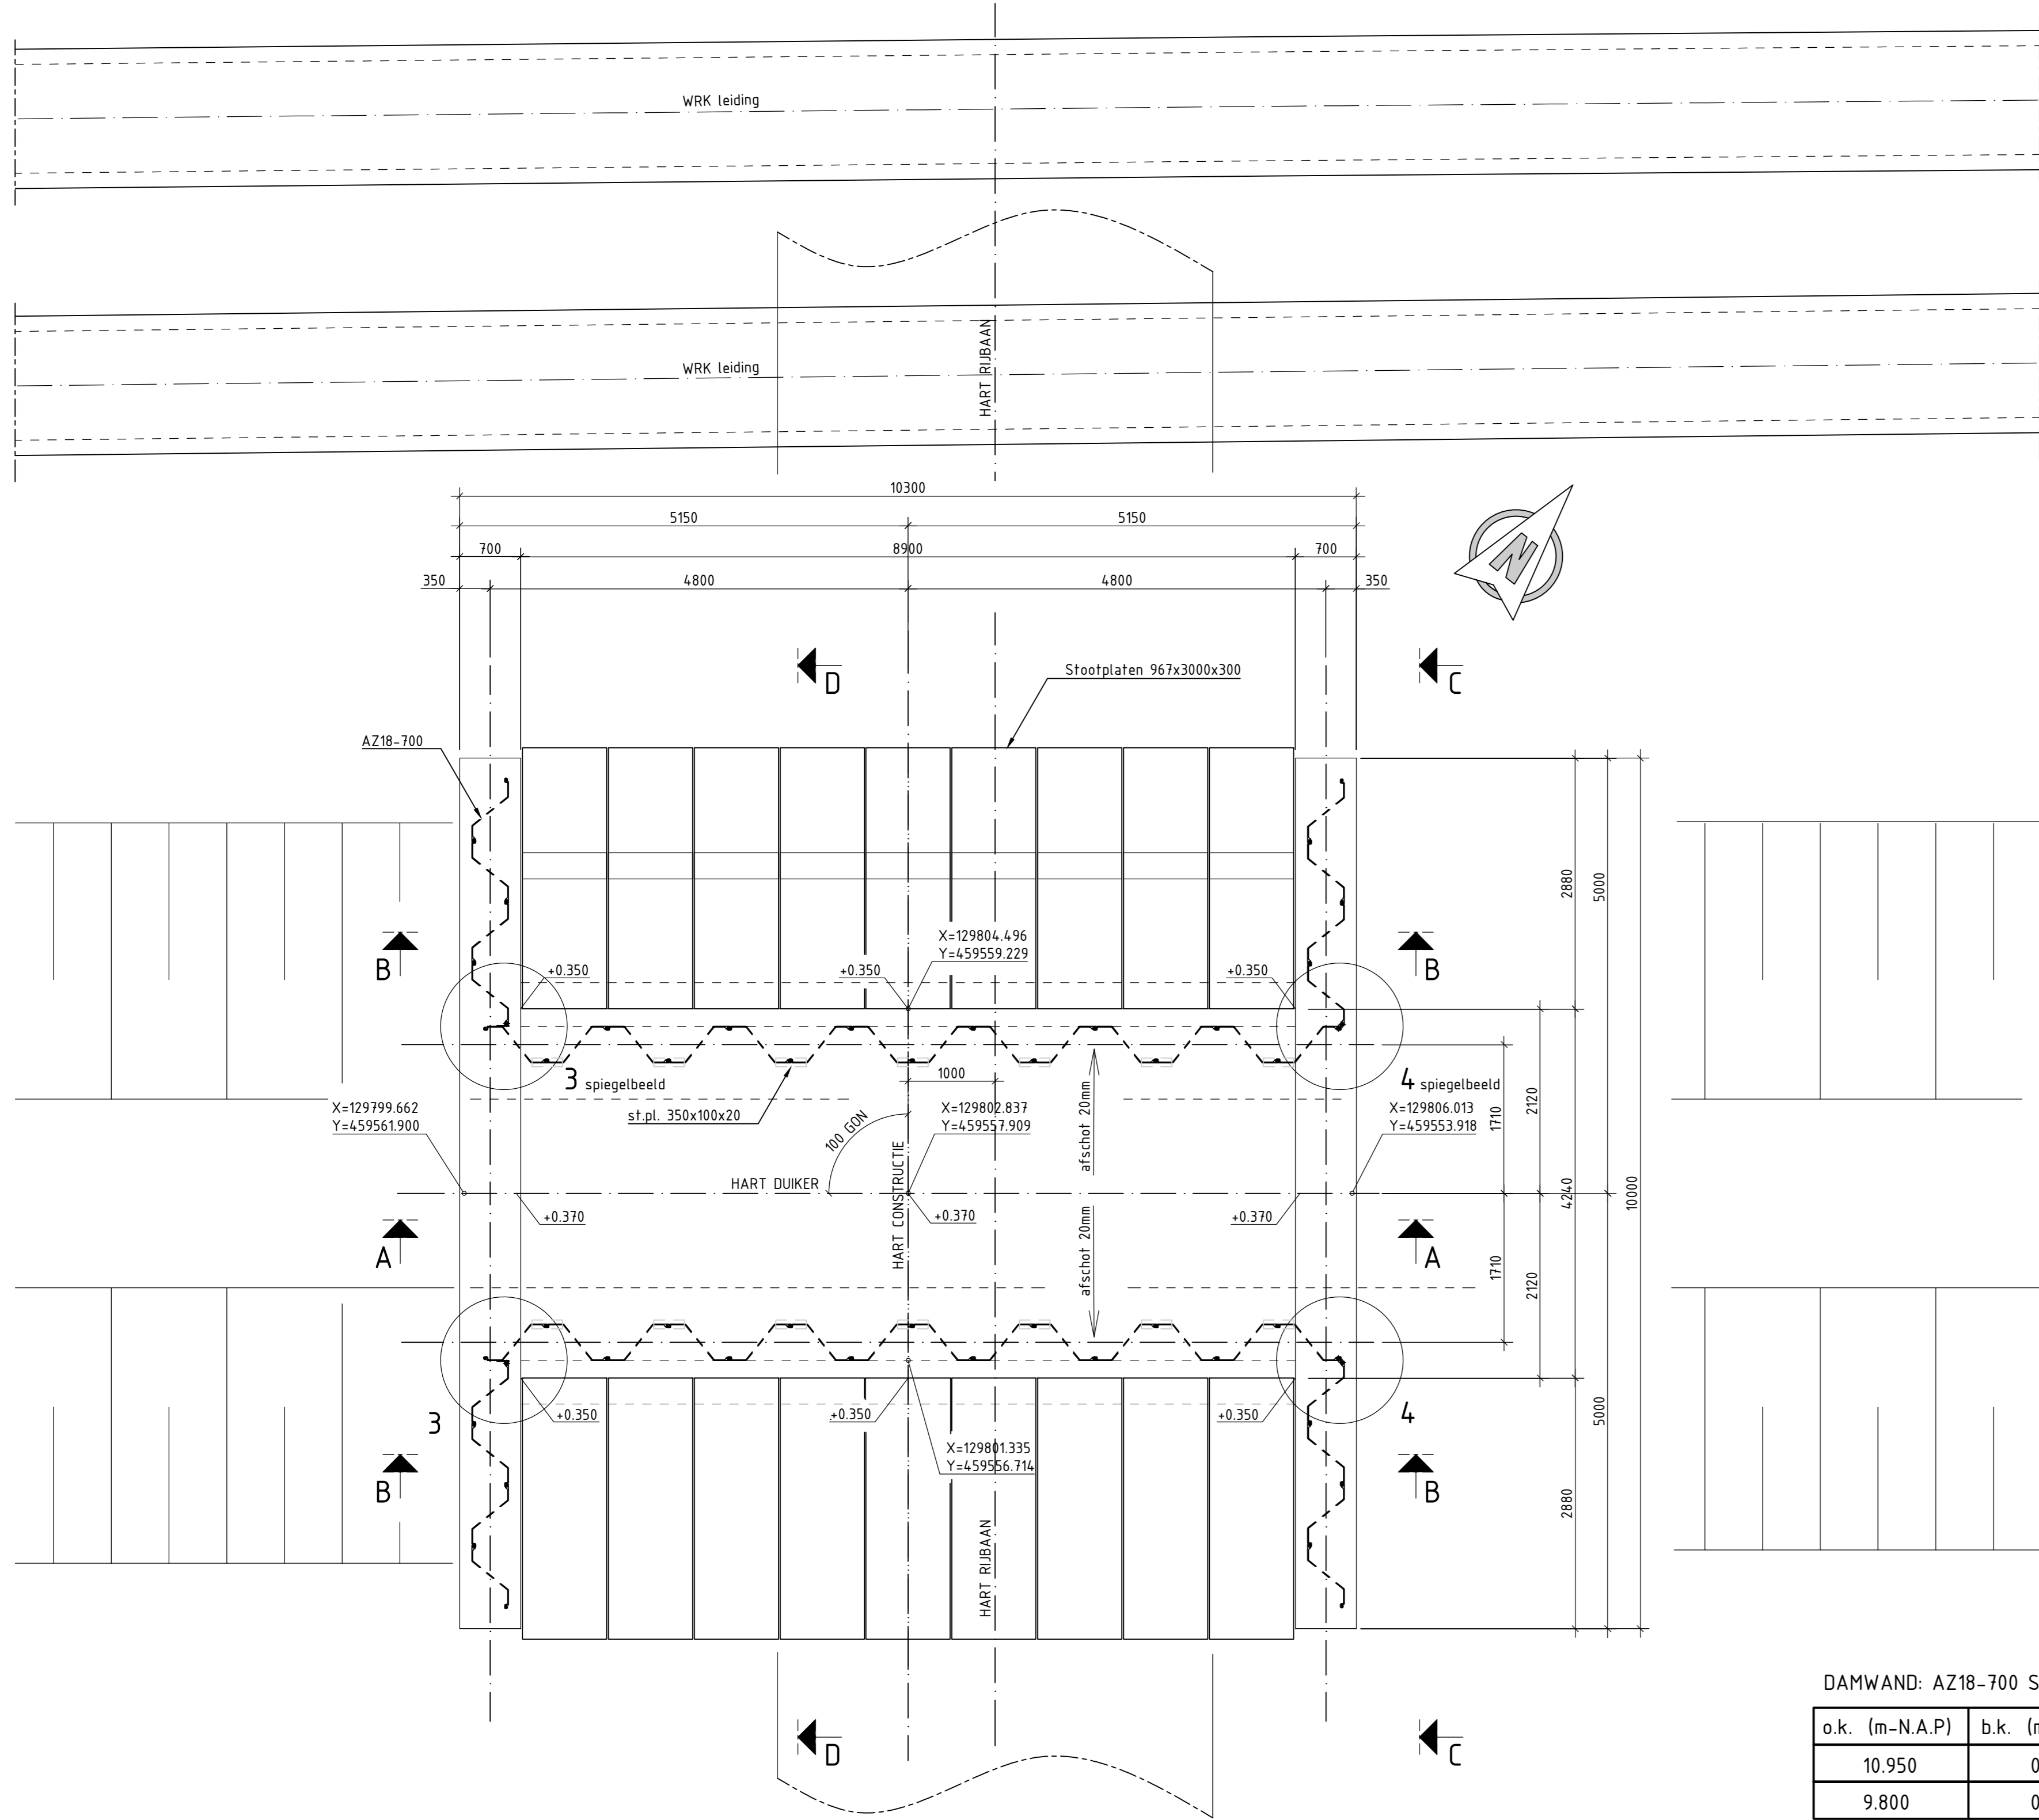 WRK leiding
HART RIJBAAN
WRK leiding
10300
5150
5150
700
8900
700
350
4800
4800
350
N
D
C
Stootplaten 967x3000x300
AZ18-700
2880
5000
X=129804.496
Y=459559.229
B
+0.350
+0.350
+0.350
B
3 spiegelbeeld
1000
4 spiegelbeeld
st.pl. 350x100x20
X=129799.662
Y=459561.900
100 GON
X=129802.837
Y=459557.909
afschot 20mm
X=129806.013
Y=459553.918
1710
2120
HART DUIKER
HART CONSTRUCTIE
4240
10000
+0.370
+0.370
+0.370
A
afschot 20mm
A
1710
2120
3
+0.350
+0.350
+0.350
4
5000
X=129801.335
Y=459556.714
B
B
2880
HART RIJBAAN
D
C
DAMWAND: AZ18-700 S
o.k. (m-N.A.P)
b.k. (m
10.950
0
9.800
0